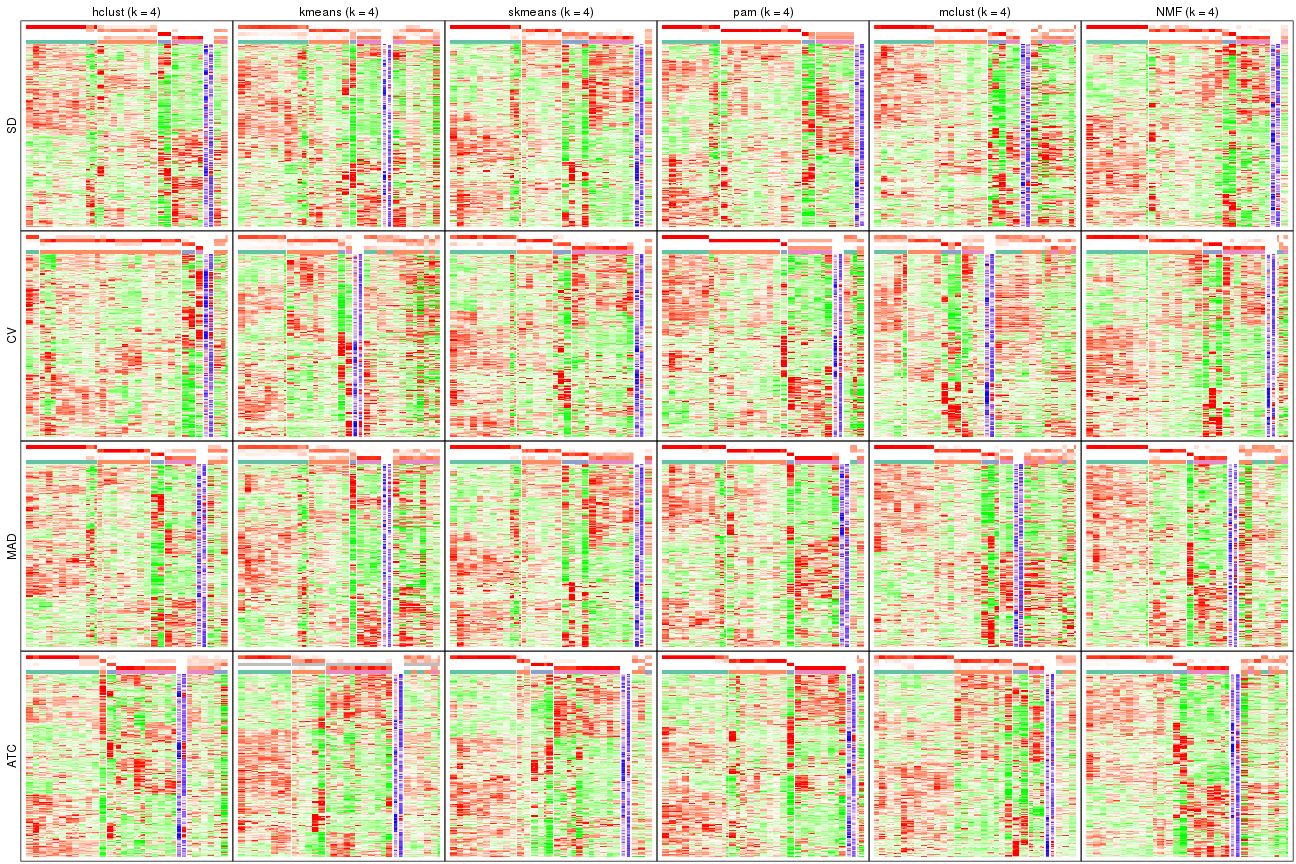 hclust (k = 4)
kmeans (k = 4)
skmeans (k = 4)
pam (k = 4)
mclust (k = 4)
NMF (k = 4)
SD
CV
MAD
ATC